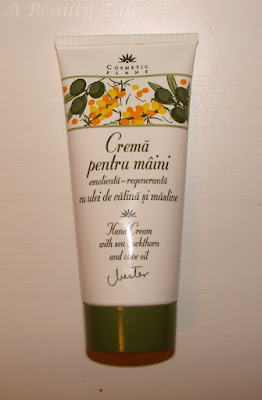 A Beauty Tale
COSMETIC
PLANT
Cremă
pentru mâini
emolientă - regenerantă
cu ulei de cătină şi măsline
Hand Cream
with sea buckthorn
and olive oil